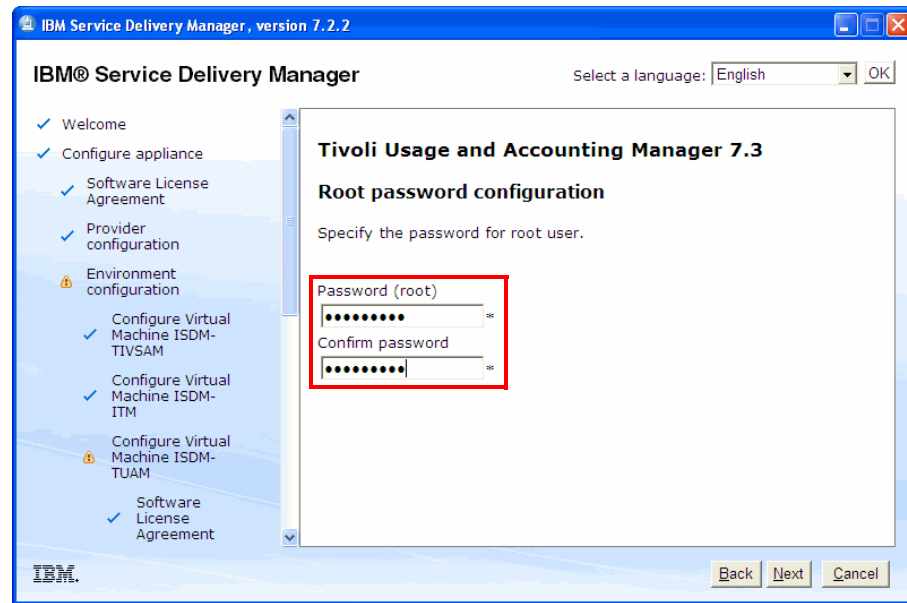 IBM Service Delivery Manager, version 7.2.2
IBM® Service Delivery Manager
Select a language: English OK
Welcome
Configure appliance
Software License
Agreement
Provider
configuration
Environment
configuration
Configure Virtual
Machine ISDM-
TIVSAM
Configure Virtual
Machine ISDM-
ITM
Configure Virtual
Machine ISDM-
TUAM
Software
License
Agreement
Tivoli Usage and Accounting Manager 7.3
Root password configuration
Specify the password for root user.
Password (root)
••••••••• *
Confirm password
••••••••• *
IBM.
Back Next Cancel